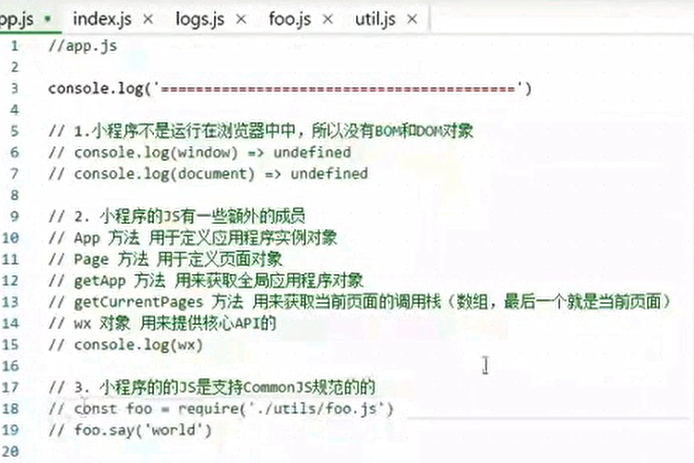 pp.js index.js logs.js foo.js util.js
1 //app.js
2
3 console.log('=========================================')
4
5 // 1.小程序不是运行在浏览器中中，所以没有BOM和DOM对象
6 // console.log(window) => undefined
7 // console.log(document) => undefined
8
9 // 2. 小程序的JS有一些额外的成员
10 // App 方法 用于定义应用程序实例对象
11 // Page 方法 用于定义页面对象
12 // getApp 方法 用来获取全局应用程序对象
13 // getCurrentPages 方法 用来获取当前页面的调用栈（数组，最后一个就是当前页面）
14 // wx 对象 用来提供核心API的
15 // console.log(wx)
16
17 // 3. 小程序的的JS是支持CommonJS规范的的
18 // const foo = require('./utils/foo.js')
19 // foo.say('world')
20